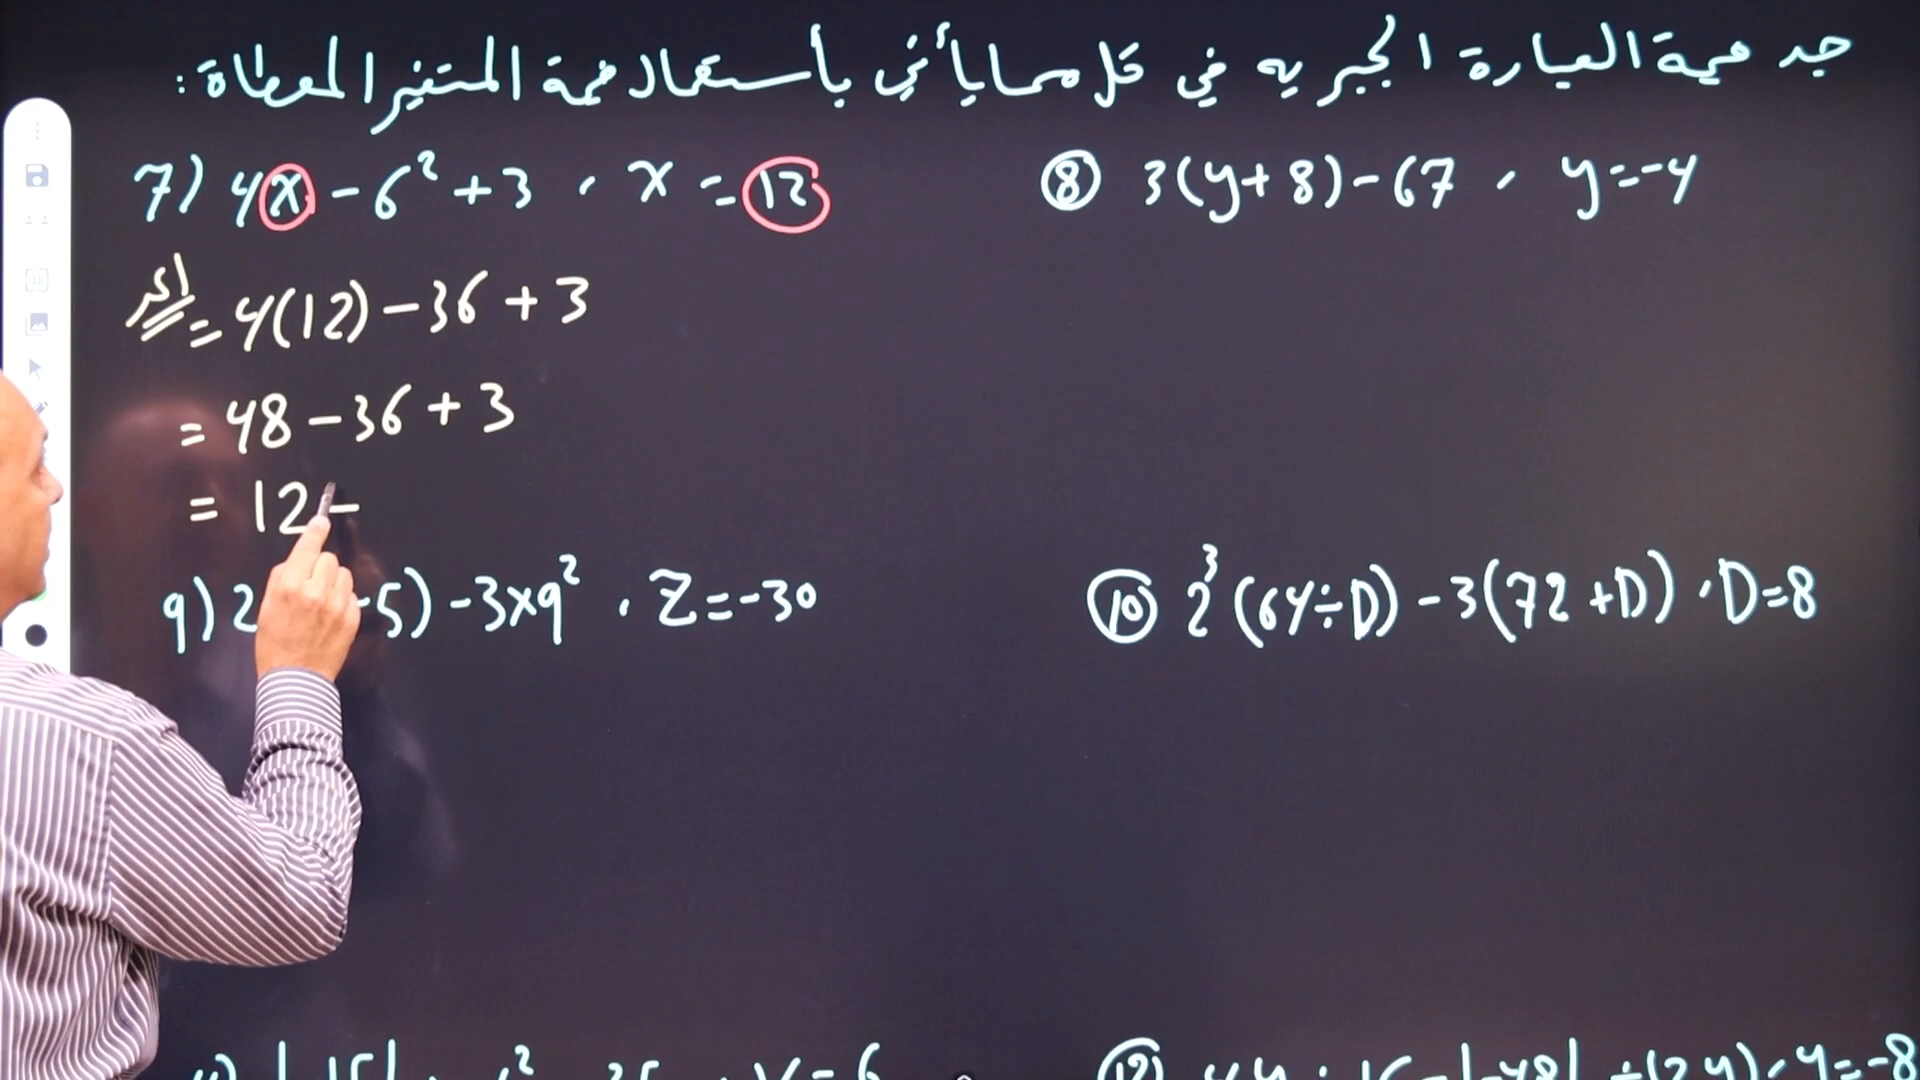 جد قيمة العبارة الجبريه في كل مما يأتي بأستعمال قيمة المتغير المعطاة :
7) 4x - 6² + 3 ، x = 12
⑧ 3(y+8)-67 ، y=-4
= 4(12) - 36 + 3
= 48 - 36 + 3
= 12 -
9) 2 -5) -3×9² ، Z=-30
⑩ 2³ (64÷D) -3(72+D) ، D=8